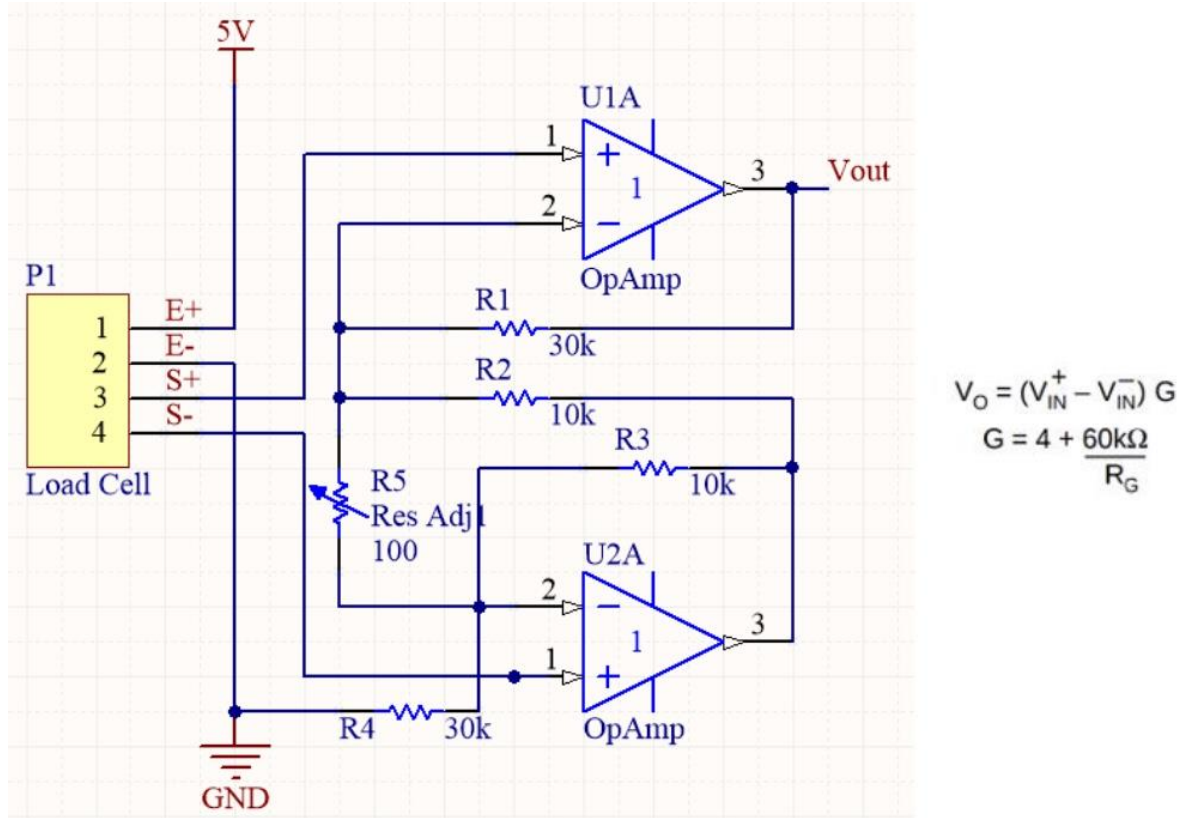 5V
U1A
1
+
1
2
−
3
Vout
OpAmp
P1
1
E+
2
E-
3
S+
4
S-
Load Cell
R1
30k
R2
10k
R3
10k
R5
Res Adj1
100
U2A
2
−
1
3
1
+
OpAmp
R4
30k
GND
V_O = (V_IN^+ − V_IN^−) G
G = 4 + 60kΩ
R_G